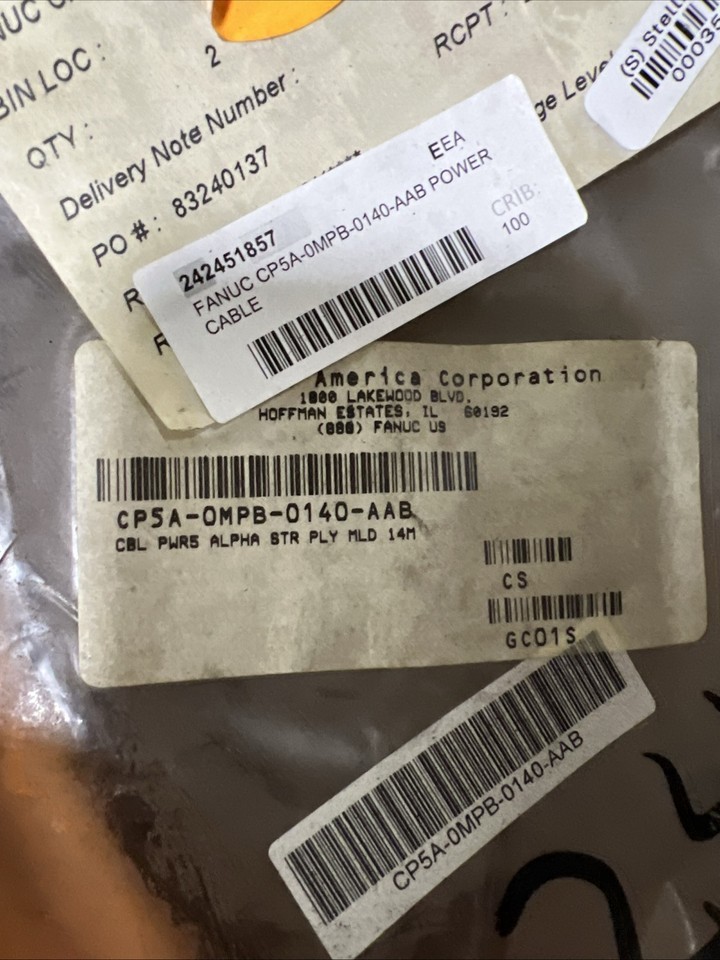 BIN LOC :
RCPT :
QTY :
2
Delivery Note Number :
PO # : 83240137
(S) Stell
EEA
242451857
FANUC CP5A-0MPB-0140-AAB POWER
CABLE
CRIB:
100
America Corporation
1800 LAKEWOOD BLVD.
HOFFMAN ESTATES, IL 60192
(888) FANUC US
CP5A-0MPB-0140-AAB
CBL PWR5 ALPHA STR PLY MLD 14M
CS
GC01S
CP5A-0MPB-0140-AAB